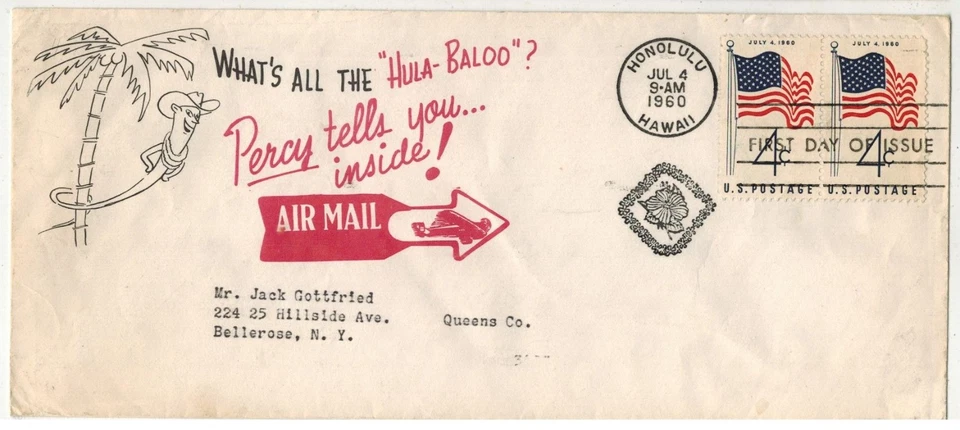 WHAT'S ALL THE "HULA-BALOO"?
Percy tells you...
inside!
AIR MAIL
HONOLULU
JUL 4
9-AM
1960
HAWAII
JULY 4, 1960
4c
U.S. POSTAGE
JULY 4, 1960
4c
U.S. POSTAGE
FIRST DAY OF ISSUE
Mr. Jack Gottfried
224 25 Hillside Ave. Queens Co.
Bellerose, N. Y.